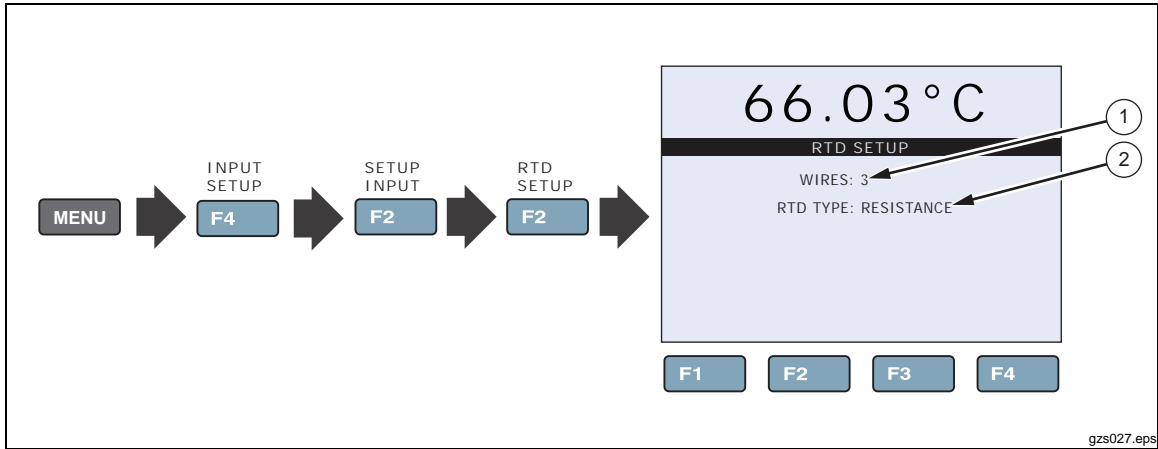 66.03°C
1
RTD SETUP
2
WIRES: 3
RTD TYPE: RESISTANCE
INPUT
SETUP
SETUP
INPUT
RTD
SETUP
MENU
F4
F2
F2
F1
F2
F3
F4
gzs027.eps